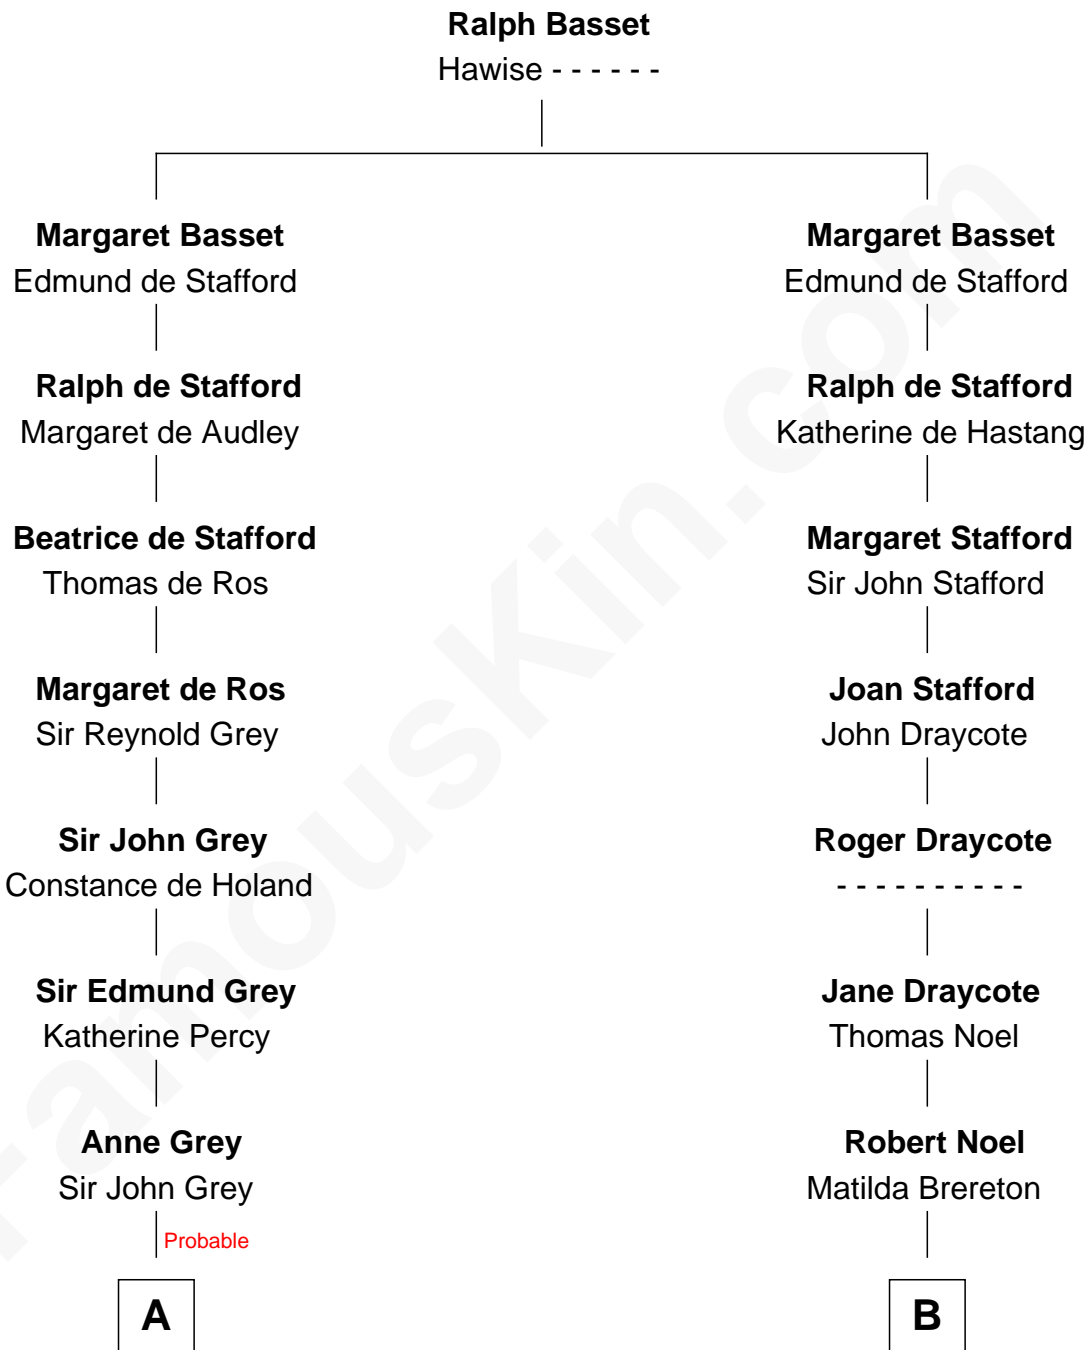 Ralph Basset
Hawise - - - - - -
Margaret Basset
Edmund de Stafford
Margaret Basset
Edmund de Stafford
Ralph de Stafford
Margaret de Audley
Ralph de Stafford
Katherine de Hastang
Beatrice de Stafford
Thomas de Ros
Margaret Stafford
Sir John Stafford
Margaret de Ros
Sir Reynold Grey
Joan Stafford
John Draycote
Sir John Grey
Constance de Holand
Roger Draycote
- - - - - - - - - -
Sir Edmund Grey
Katherine Percy
Jane Draycote
Thomas Noel
Anne Grey
Sir John Grey
Robert Noel
Matilda Brereton
Probable
A
B
FamousKin.com